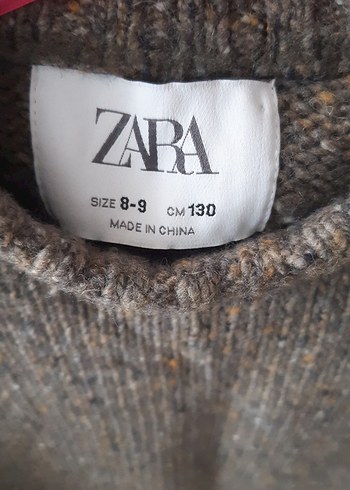 ZARA
SIZE 8-9 CM 130
MADE IN CHINA